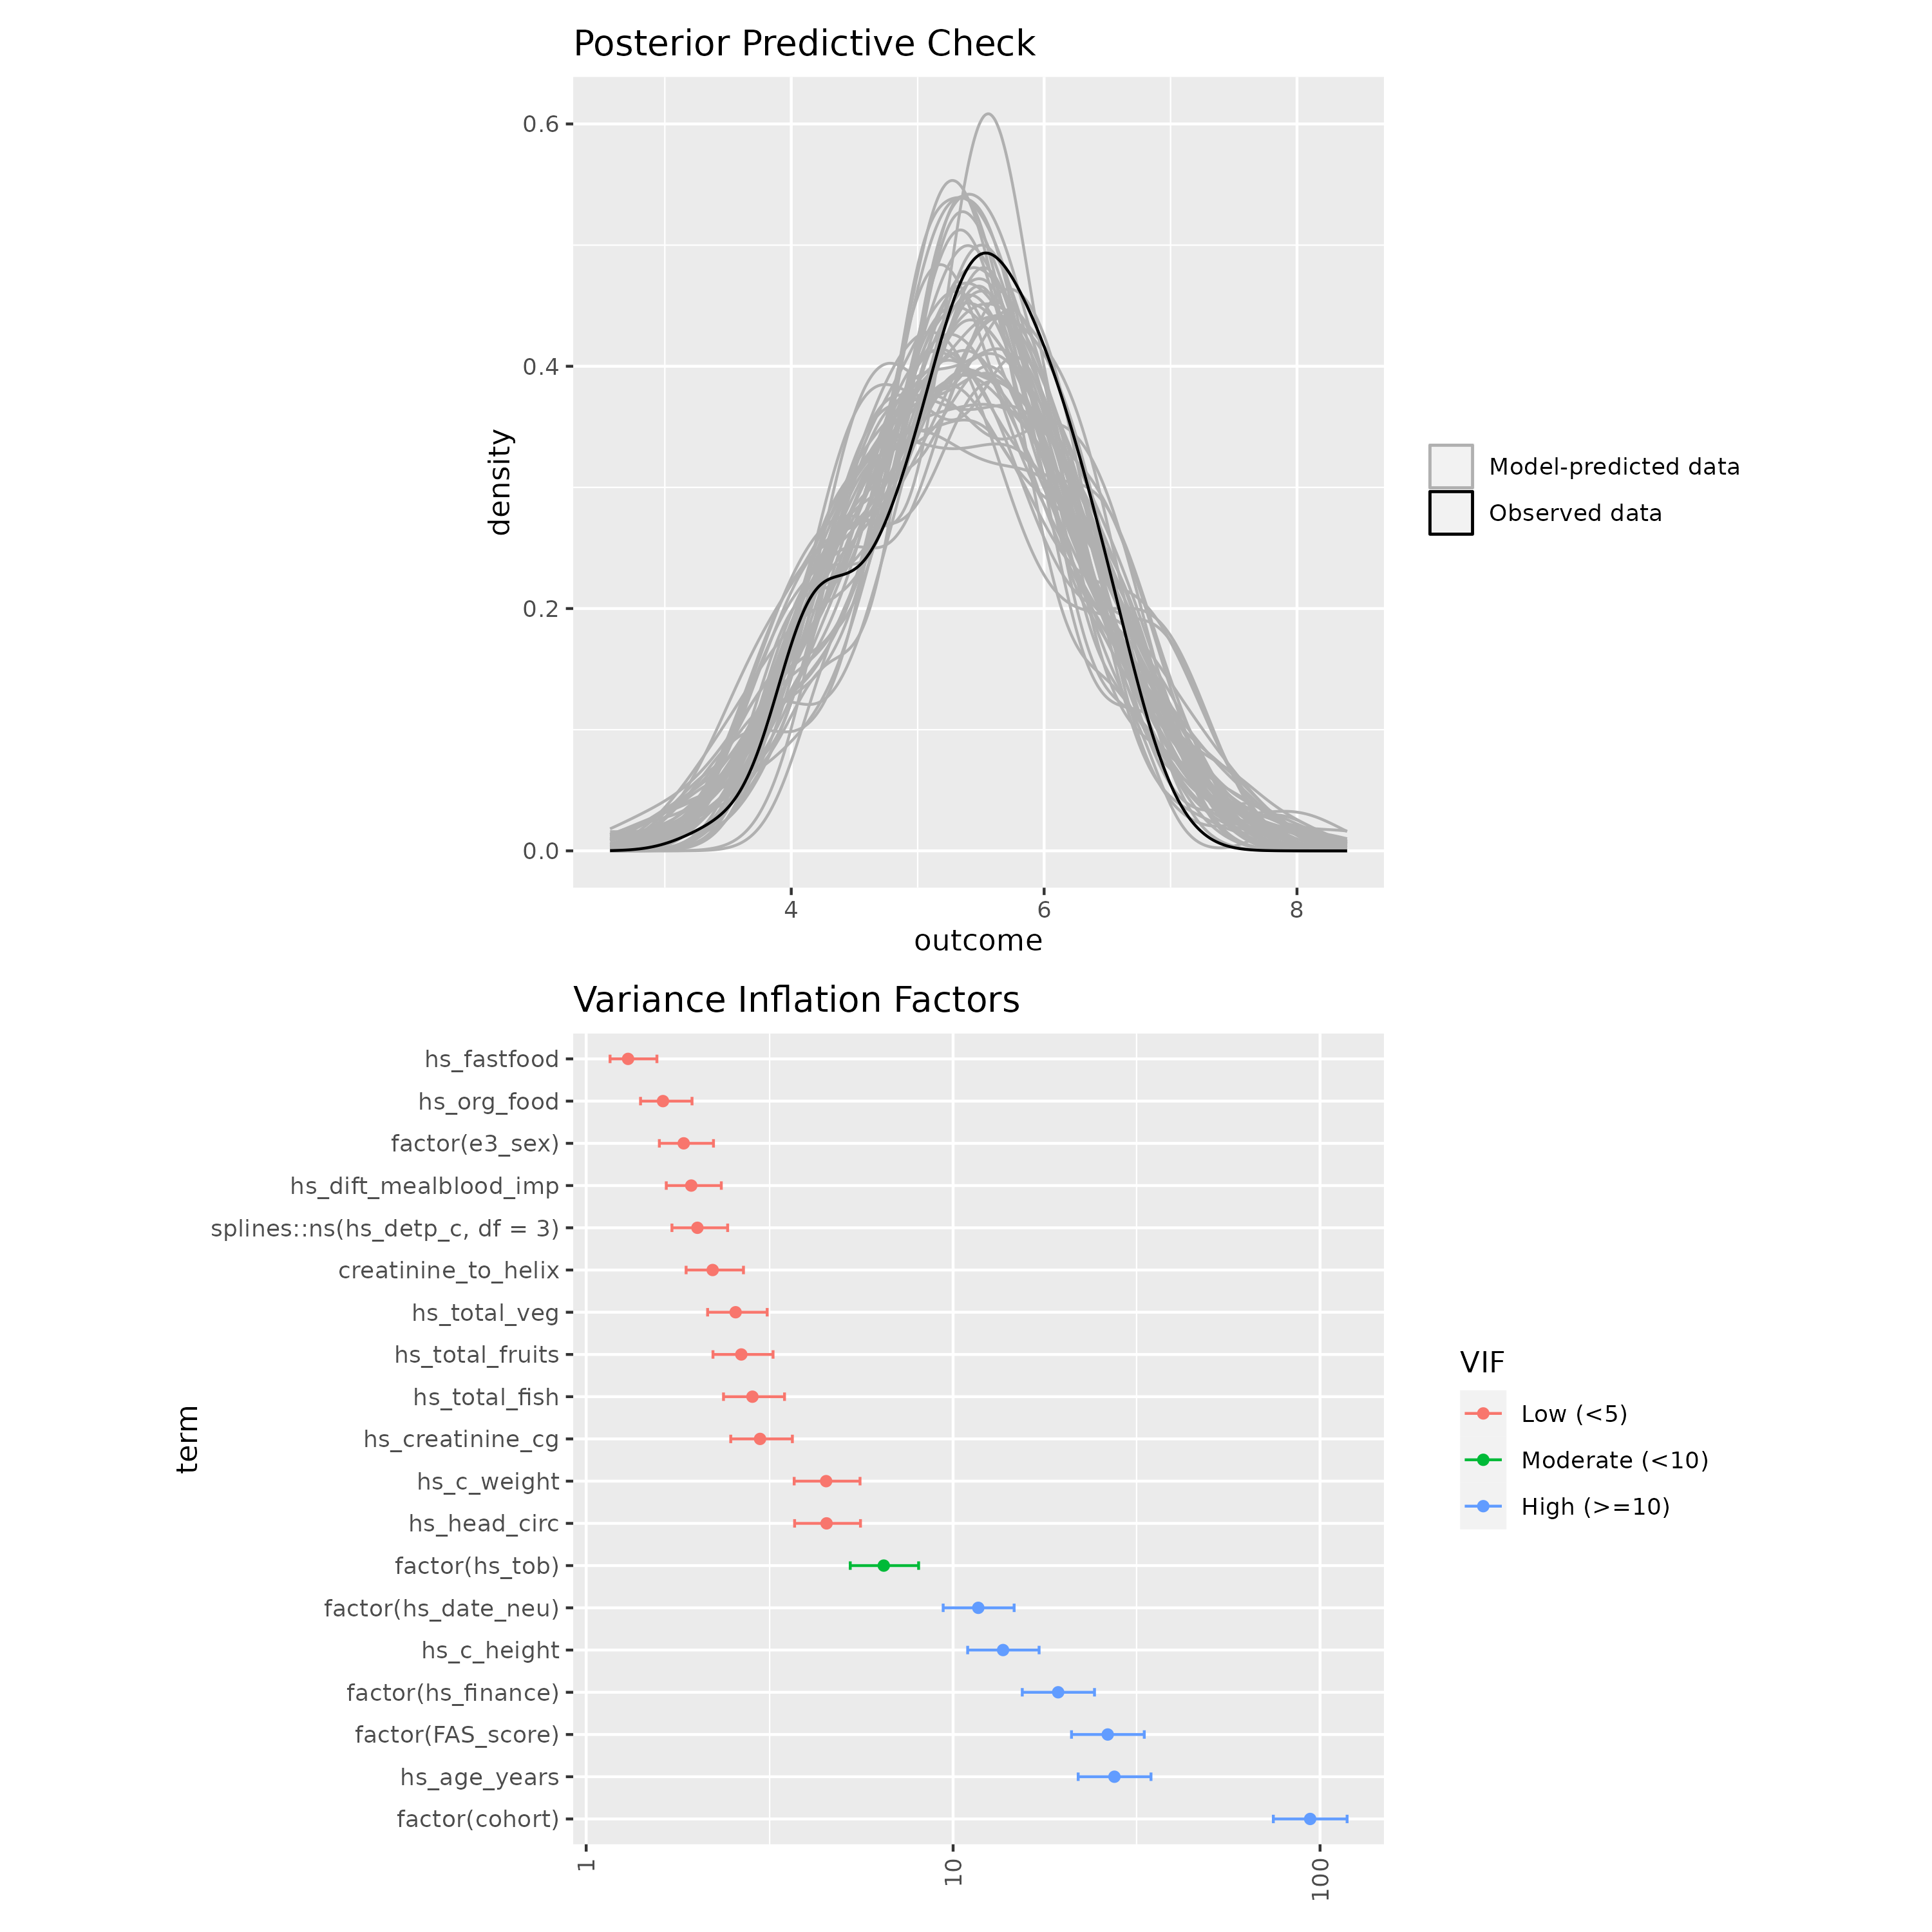 Posterior Predictive Check
0.6
0.4
0.2
0.0
density
4 6 8
outcome
Model-predicted data
Observed data
Variance Inflation Factors
term
hs_fastfood
hs_org_food
factor(e3_sex)
hs_dift_mealblood_imp
splines::ns(hs_detp_c, df = 3)
creatinine_to_helix
hs_total_veg
hs_total_fruits
hs_total_fish
hs_creatinine_cg
hs_c_weight
hs_head_circ
factor(hs_tob)
factor(hs_date_neu)
hs_c_height
factor(hs_finance)
factor(FAS_score)
hs_age_years
factor(cohort)
1 10 100
VIF
Low (<5)
Moderate (<10)
High (>=10)